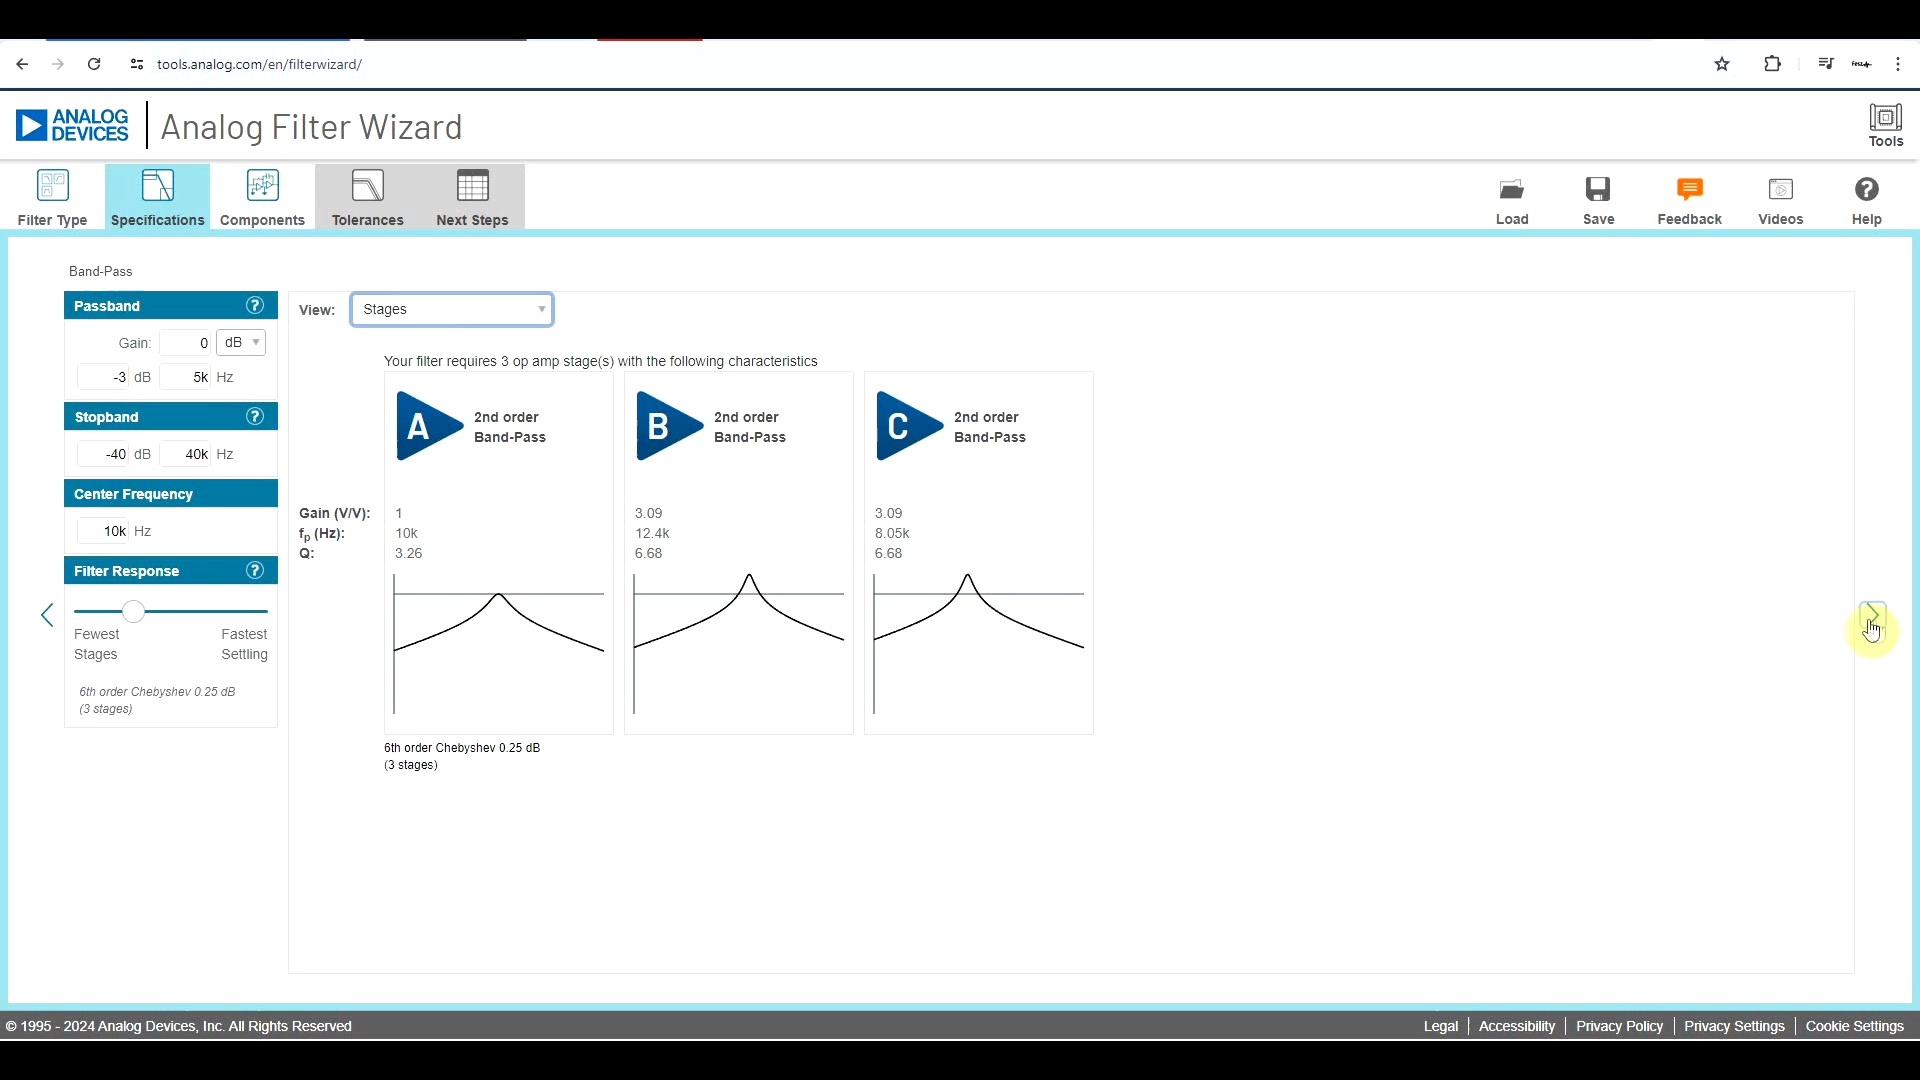 tools.analog.com/en/filterwizard/
ANALOG
DEVICES
Analog Filter Wizard
Tools
Filter Type
Specifications
Components
Tolerances
Next Steps
Load
Save
Feedback
Videos
Help
Band-Pass
Passband ?
Gain: 0 dB
-3 dB 5k Hz
Stopband ?
-40 dB 40k Hz
Center Frequency
10k Hz
Filter Response ?
Fewest Stages
Fastest Settling
6th order Chebyshev 0.25 dB
(3 stages)
View: Stages
Your filter requires 3 op amp stage(s) with the following characteristics
A 2nd order Band-Pass
B 2nd order Band-Pass
C 2nd order Band-Pass
Gain (V/V): 1 3.09 3.09
fp (Hz): 10k 12.4k 8.05k
Q: 3.26 6.68 6.68
6th order Chebyshev 0.25 dB
(3 stages)
© 1995 - 2024 Analog Devices, Inc. All Rights Reserved
Legal | Accessibility | Privacy Policy | Privacy Settings | Cookie Settings